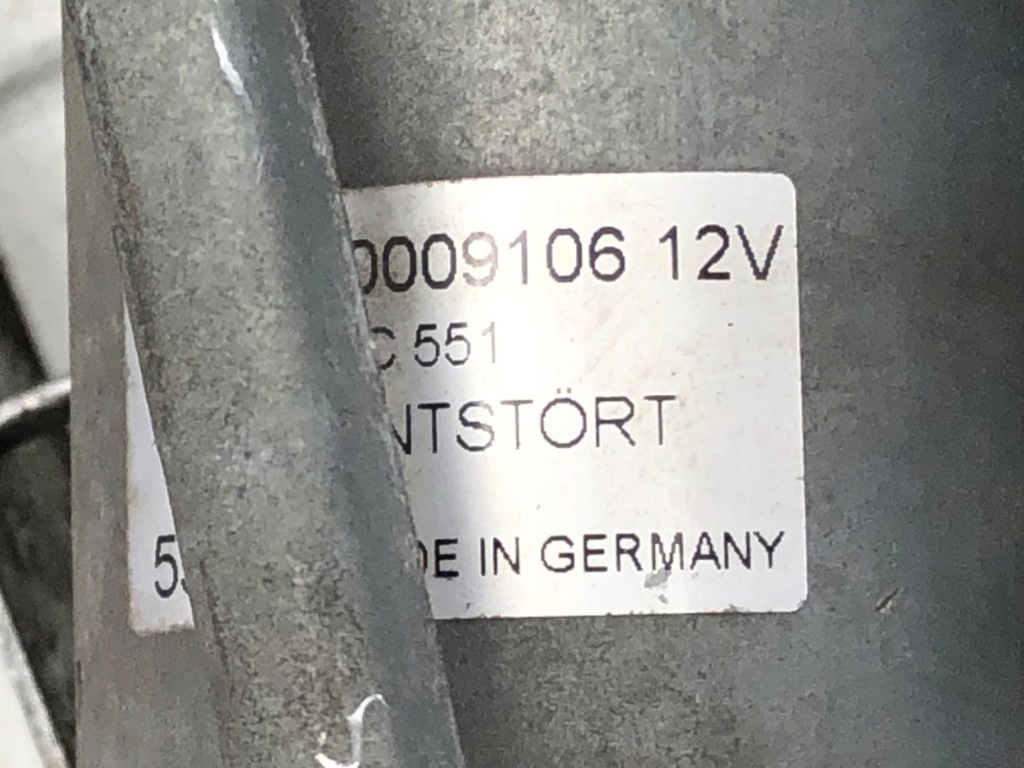 0009106 12V
C 551
NTSTÖRT
DE IN GERMANY